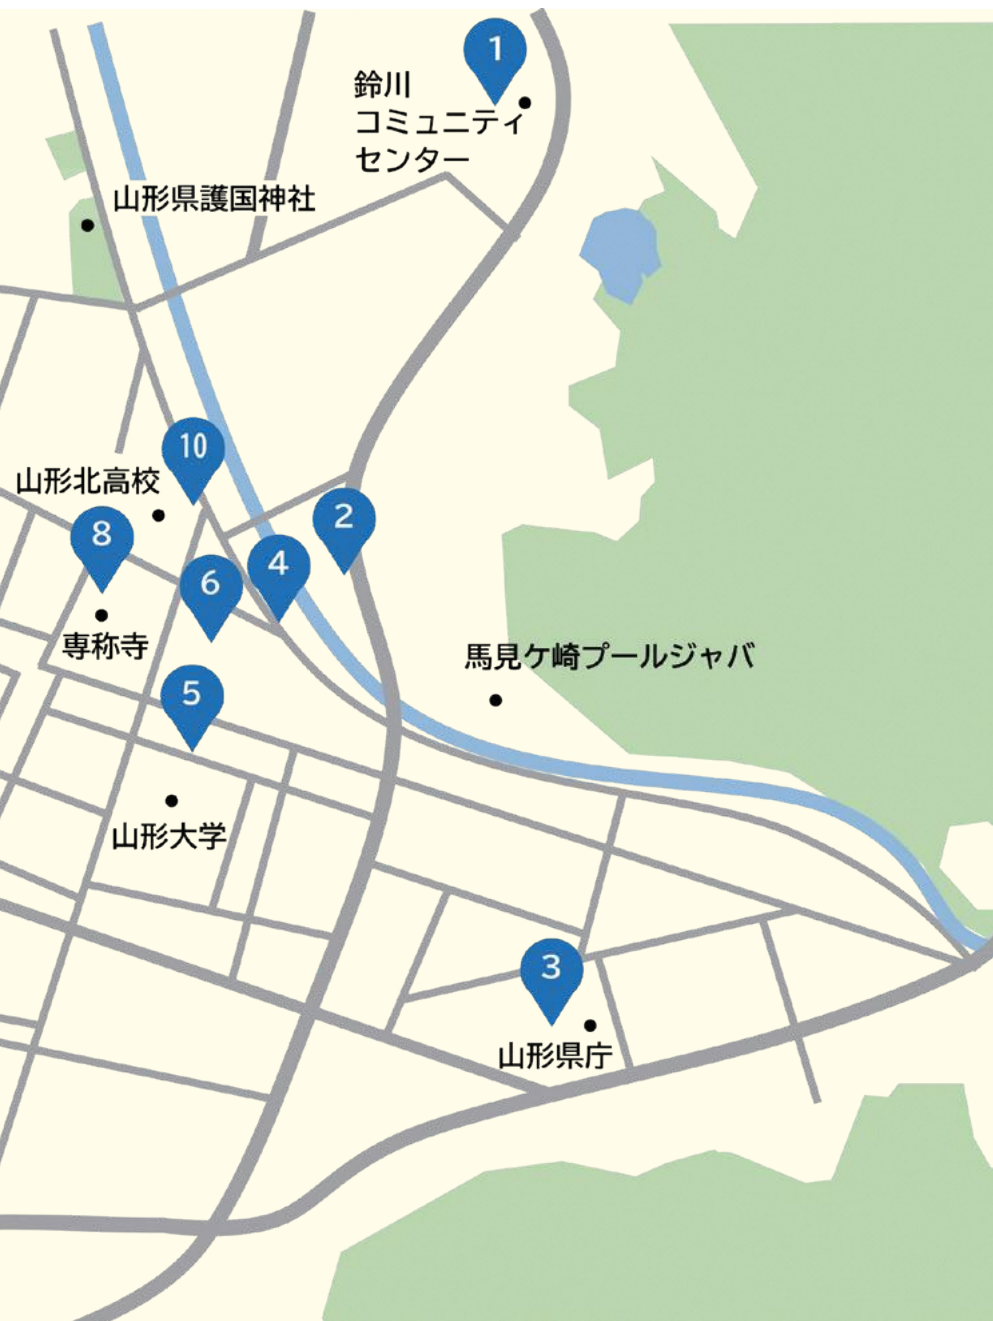 1
鈴川
コミュニティ
センター
山形県護国神社
10
山形北高校
2
8
4
6
専称寺
馬見ケ崎プールジャバ
5
山形大学
3
山形県庁